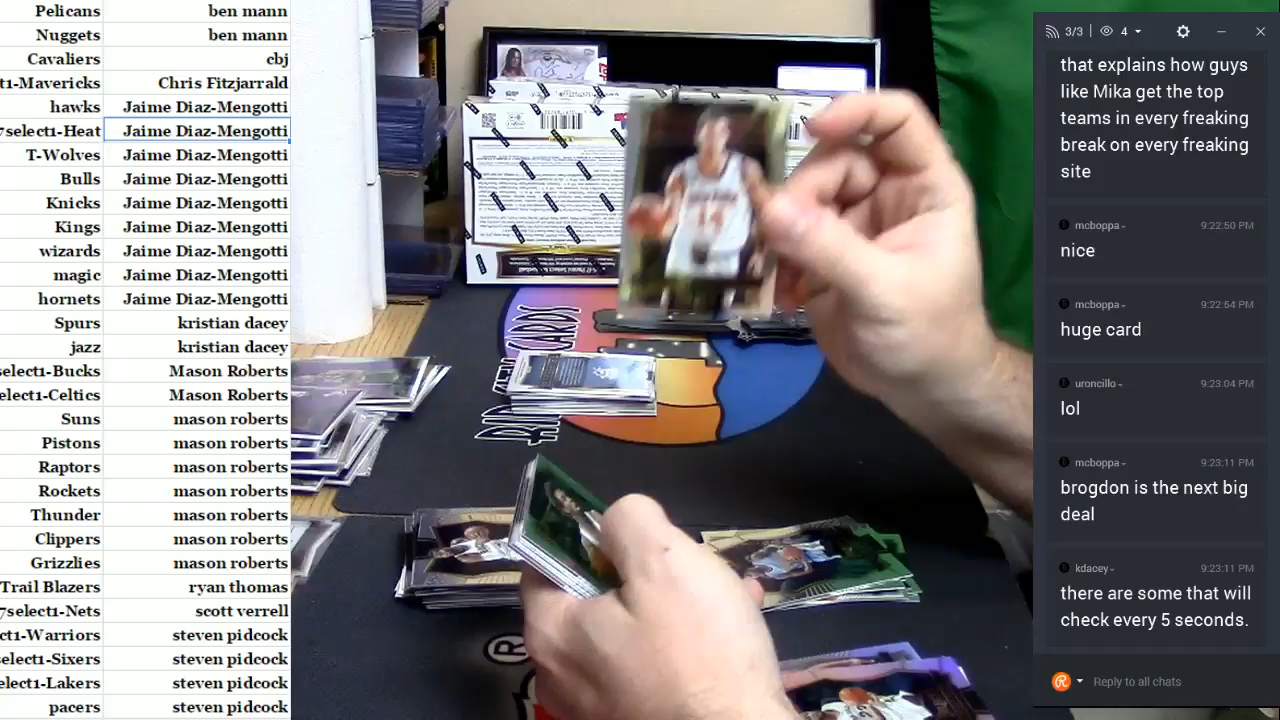 Pelicans ben mann
Nuggets ben mann
Cavaliers cbj
t1-Mavericks Chris Fitzjarrald
hawks Jaime Diaz-Mengotti
7select1-Heat Jaime Diaz-Mengotti
T-Wolves Jaime Diaz-Mengotti
Bulls Jaime Diaz-Mengotti
Knicks Jaime Diaz-Mengotti
Kings Jaime Diaz-Mengotti
wizards Jaime Diaz-Mengotti
magic Jaime Diaz-Mengotti
hornets Jaime Diaz-Mengotti
Spurs kristian dacey
jazz kristian dacey
select1-Bucks Mason Roberts
elect1-Celtics Mason Roberts
Suns mason roberts
Pistons mason roberts
Raptors mason roberts
Rockets mason roberts
Thunder mason roberts
Clippers mason roberts
Grizzlies mason roberts
Trail Blazers ryan thomas
7select1-Nets scott verrell
ct1-Warriors steven pidcock
select1-Sixers steven pidcock
elect1-Lakers steven pidcock
pacers steven pidcock
CARDS
RIP
®
3/3 4
that explains how guys
like Mika get the top
teams in every freaking
break on every freaking
site
mcboppa 9:22:50 PM
nice
mcboppa 9:22:54 PM
huge card
uroncillo 9:23:04 PM
lol
mcboppa 9:23:11 PM
brogdon is the next big
deal
kdacey 9:23:11 PM
there are some that will
check every 5 seconds.
Reply to all chats